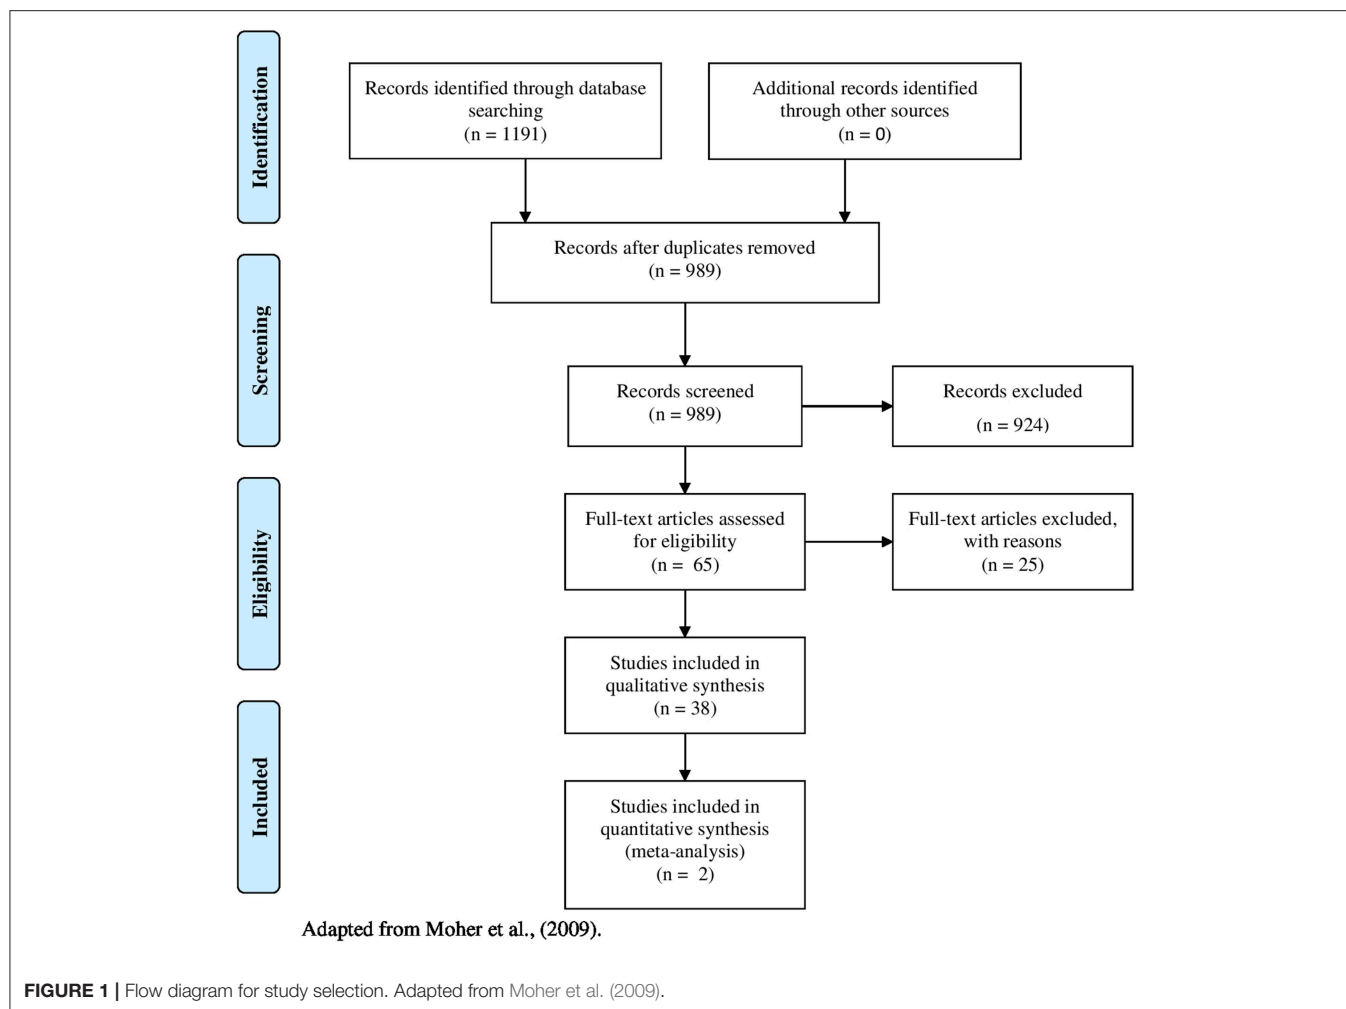 Identification
Records identified through database
searching
(n = 1191)
Additional records identified
through other sources
(n = 0)
Records after duplicates removed
(n = 989)
Screening
Records screened
(n = 989)
Records excluded
(n = 924)
Eligibility
Full-text articles assessed
for eligibility
(n = 65)
Full-text articles excluded,
with reasons
(n = 25)
Studies included in
qualitative synthesis
(n = 38)
Included
Studies included in
quantitative synthesis
(meta-analysis)
(n = 2)
Adapted from Moher et al., (2009).
FIGURE 1 | Flow diagram for study selection. Adapted from Moher et al. (2009).